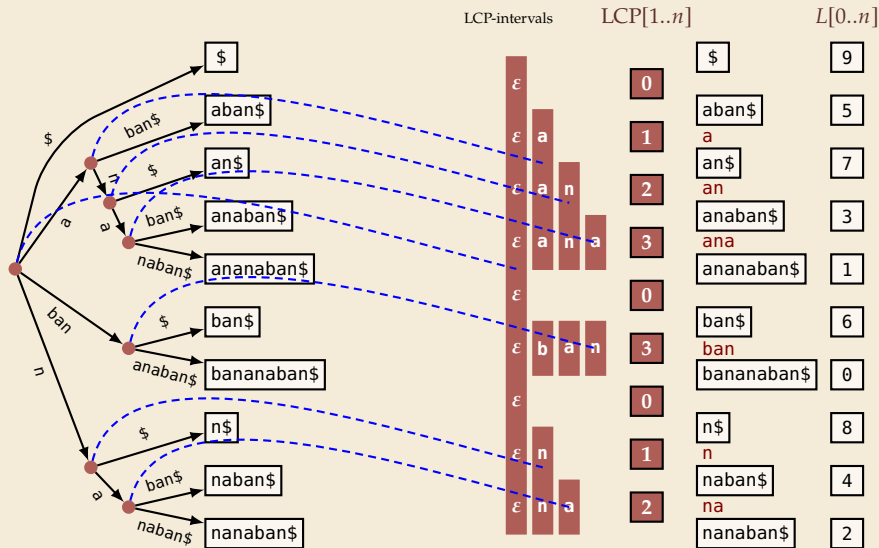 LCP-intervals LCP[1..n] L[0..n]
$ $ 9
ε 0
$ ban$ aban$ ε a 1 aban$ 5
a
n $ an$ ε a n 2 an$ 7
an
a a ban$ anaban$ ε a n a 3 anaban$ 3
ana
naban$ ananaban$ ananaban$ 1
ε 0
ban $ ban$ ban$ 6
ε b a n 3 ban
anaban$ bananaban$ bananaban$ 0
n ε 0
$ n$ n$ 8
ε n 1 n
a ban$ naban$ naban$ 4
ε n a 2 na
naban$ nanaban$ nanaban$ 2